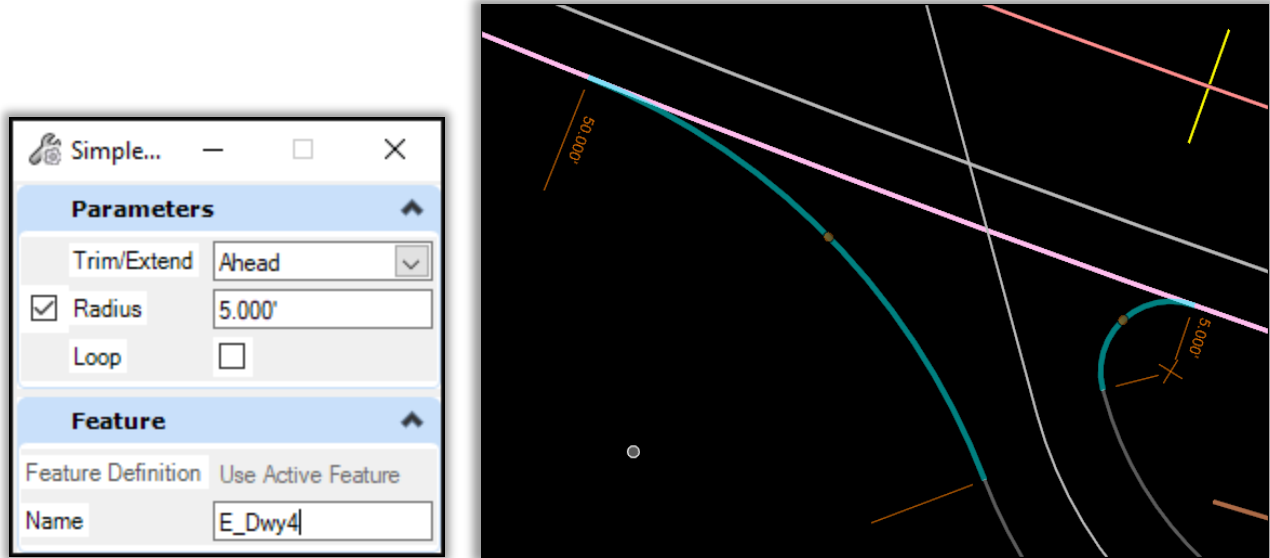 Simple...
Parameters
Trim/Extend Ahead
Radius 5.000'
Loop
Feature
Feature Definition Use Active Feature
Name E_Dwy4
50.000'
5.000'